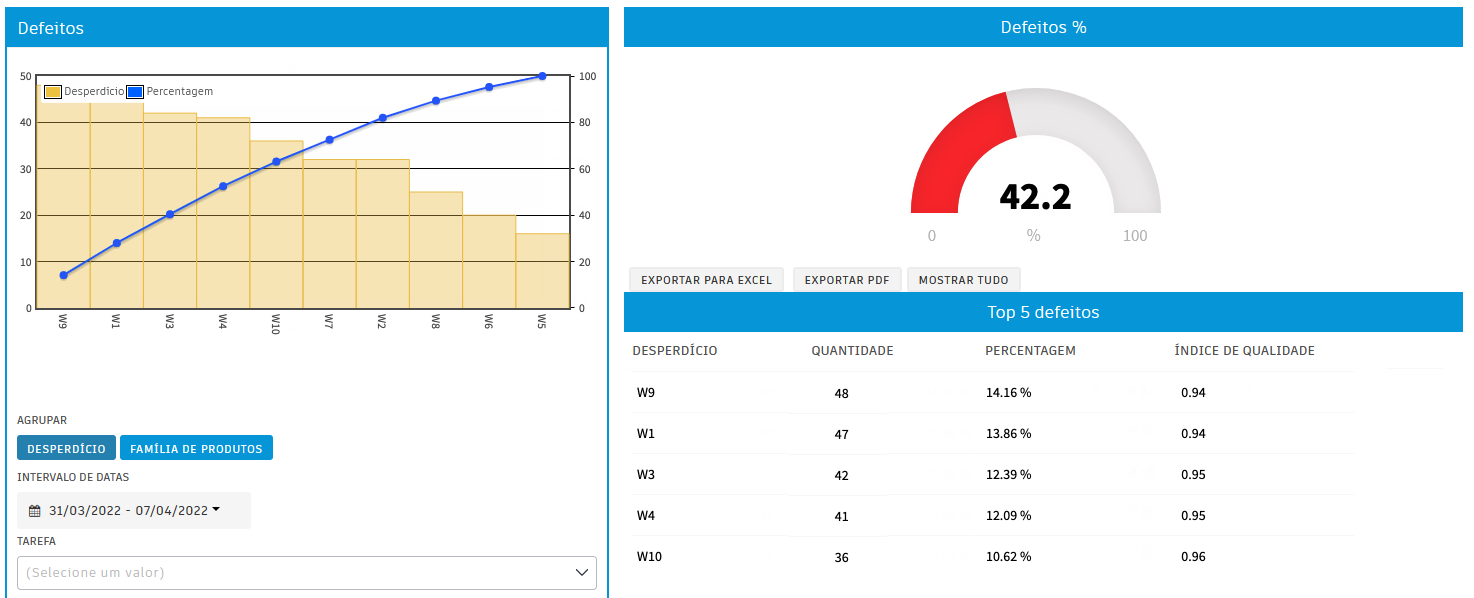 Defeitos
50
40
30
20
10
0
100
80
60
40
20
0
Desperdício Percentagem
W9 W1 W3 W4 W10 W7 W2 W8 W6 W5
AGRUPAR
DESPERDÍCIO FAMÍLIA DE PRODUTOS
INTERVALO DE DATAS
31/03/2022 - 07/04/2022
TAREFA
(Selecione um valor)
Defeitos %
42.2
0 % 100
EXPORTAR PARA EXCEL EXPORTAR PDF MOSTRAR TUDO
Top 5 defeitos
DESPERDÍCIO QUANTIDADE PERCENTAGEM ÍNDICE DE QUALIDADE
W9 48 14.16 % 0.94
W1 47 13.86 % 0.94
W3 42 12.39 % 0.95
W4 41 12.09 % 0.95
W10 36 10.62 % 0.96